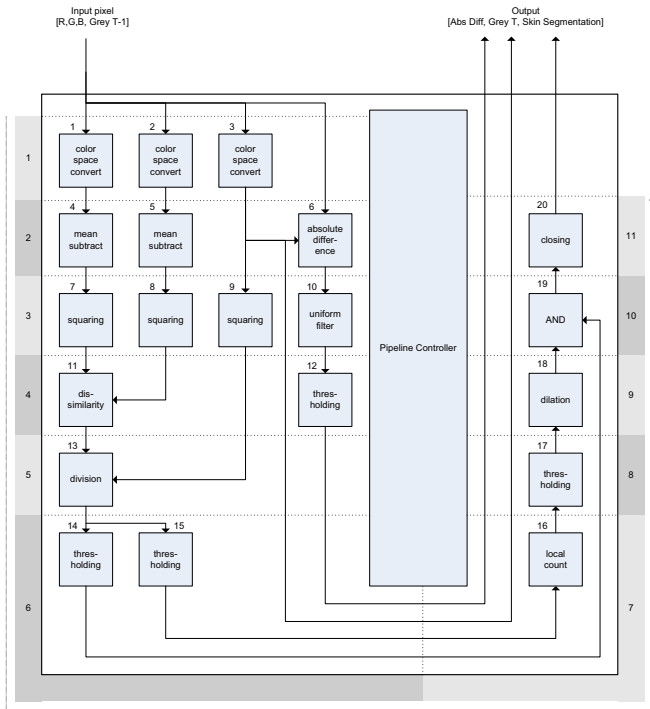 Input pixel
[R,G,B, Grey T-1]
Output
[Abs Diff, Grey T, Skin Segmentation]
1
2
3
1
color
space
convert
color
space
convert
color
space
convert
4
5
6
20
2
mean
subtract
mean
subtract
absolute
differ-
ence
closing
11
7
8
9
10
19
3
squaring
squaring
squaring
uniform
filter
AND
10
Pipeline Controller
11
12
18
4
dis-
similarity
thres-
holding
dilation
9
13
17
5
division
thres-
holding
8
14
15
16
thres-
holding
thres-
holding
local
count
6
7